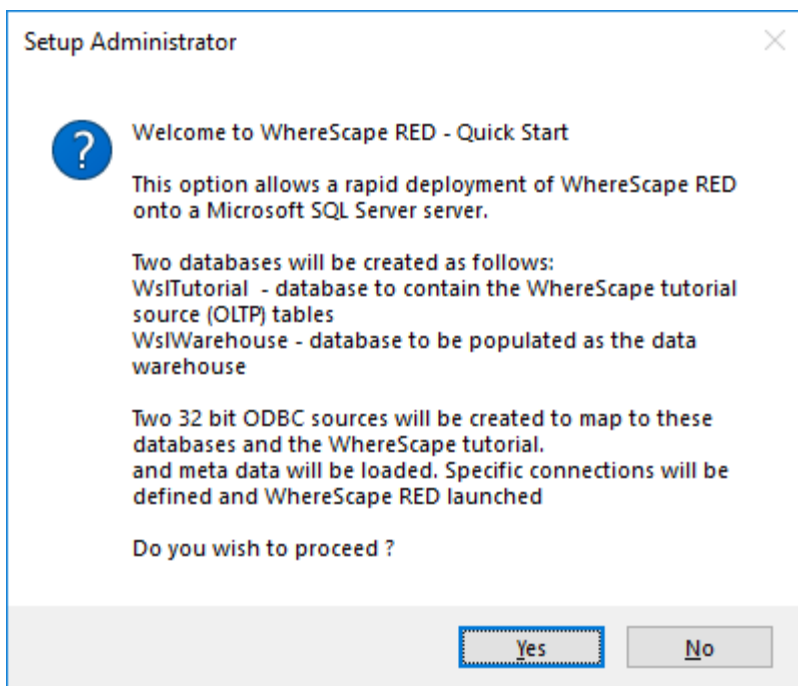 Setup Administrator
Welcome to WhereScape RED - Quick Start
This option allows a rapid deployment of WhereScape RED
onto a Microsoft SQL Server server.
Two databases will be created as follows:
WslTutorial  - database to contain the WhereScape tutorial
source (OLTP) tables
WslWarehouse - database to be populated as the data
warehouse
Two 32 bit ODBC sources will be created to map to these
databases and the WhereScape tutorial.
and meta data will be loaded. Specific connections will be
defined and WhereScape RED launched
Do you wish to proceed ?
Yes
No